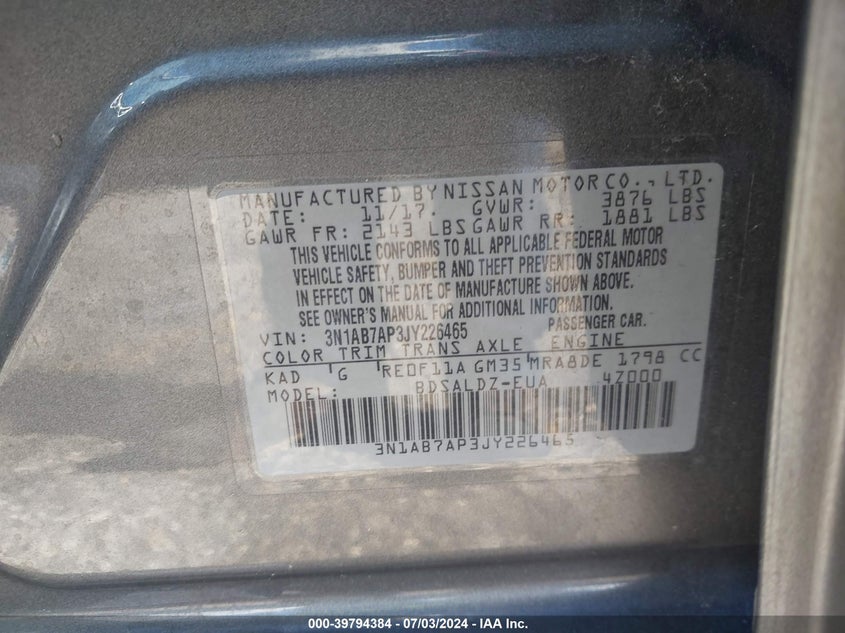 MANUFACTURED BY NISSAN MOTOR CO., LTD.
DATE: 11/17. GVWR: 3876 LBS
GAWR FR: 2143 LBS GAWR RR: 1881 LBS
THIS VEHICLE CONFORMS TO ALL APPLICABLE FEDERAL MOTOR
VEHICLE SAFETY, BUMPER AND THEFT PREVENTION STANDARDS
IN EFFECT ON THE DATE OF MANUFACTURE SHOWN ABOVE.
SEE OWNER'S MANUAL FOR ADDITIONAL INFORMATION.
VIN: 3N1AB7AP3JY226465 PASSENGER CAR.
COLOR TRIM TRANS AXLE ENGINE
KAD G RE0F11A GM35 MRA8DE 1798 CC
MODEL: BDSALDZ-EUA 4Z000
3N1AB7AP3JY226465
000-39794384 / 07/03/2024 - IAA Inc.